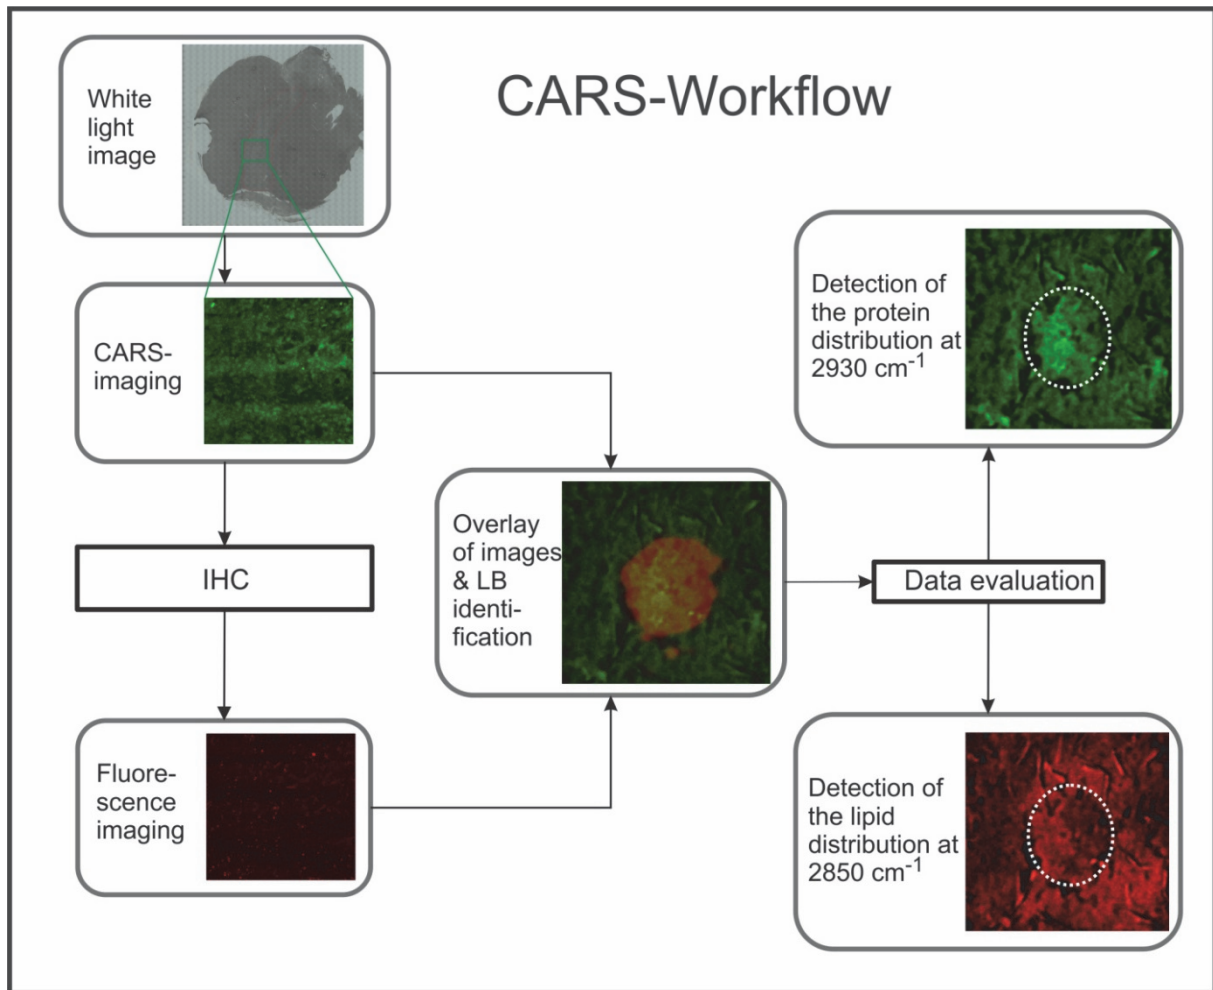 CARS-Workflow
White
light
image
CARS-
imaging
IHC
Fluore-
scence
imaging
Overlay
of images
& LB
identi-
fication
Data evaluation
Detection of
the protein
distribution at
2930 cm⁻¹
Detection of
the lipid
distribution at
2850 cm⁻¹